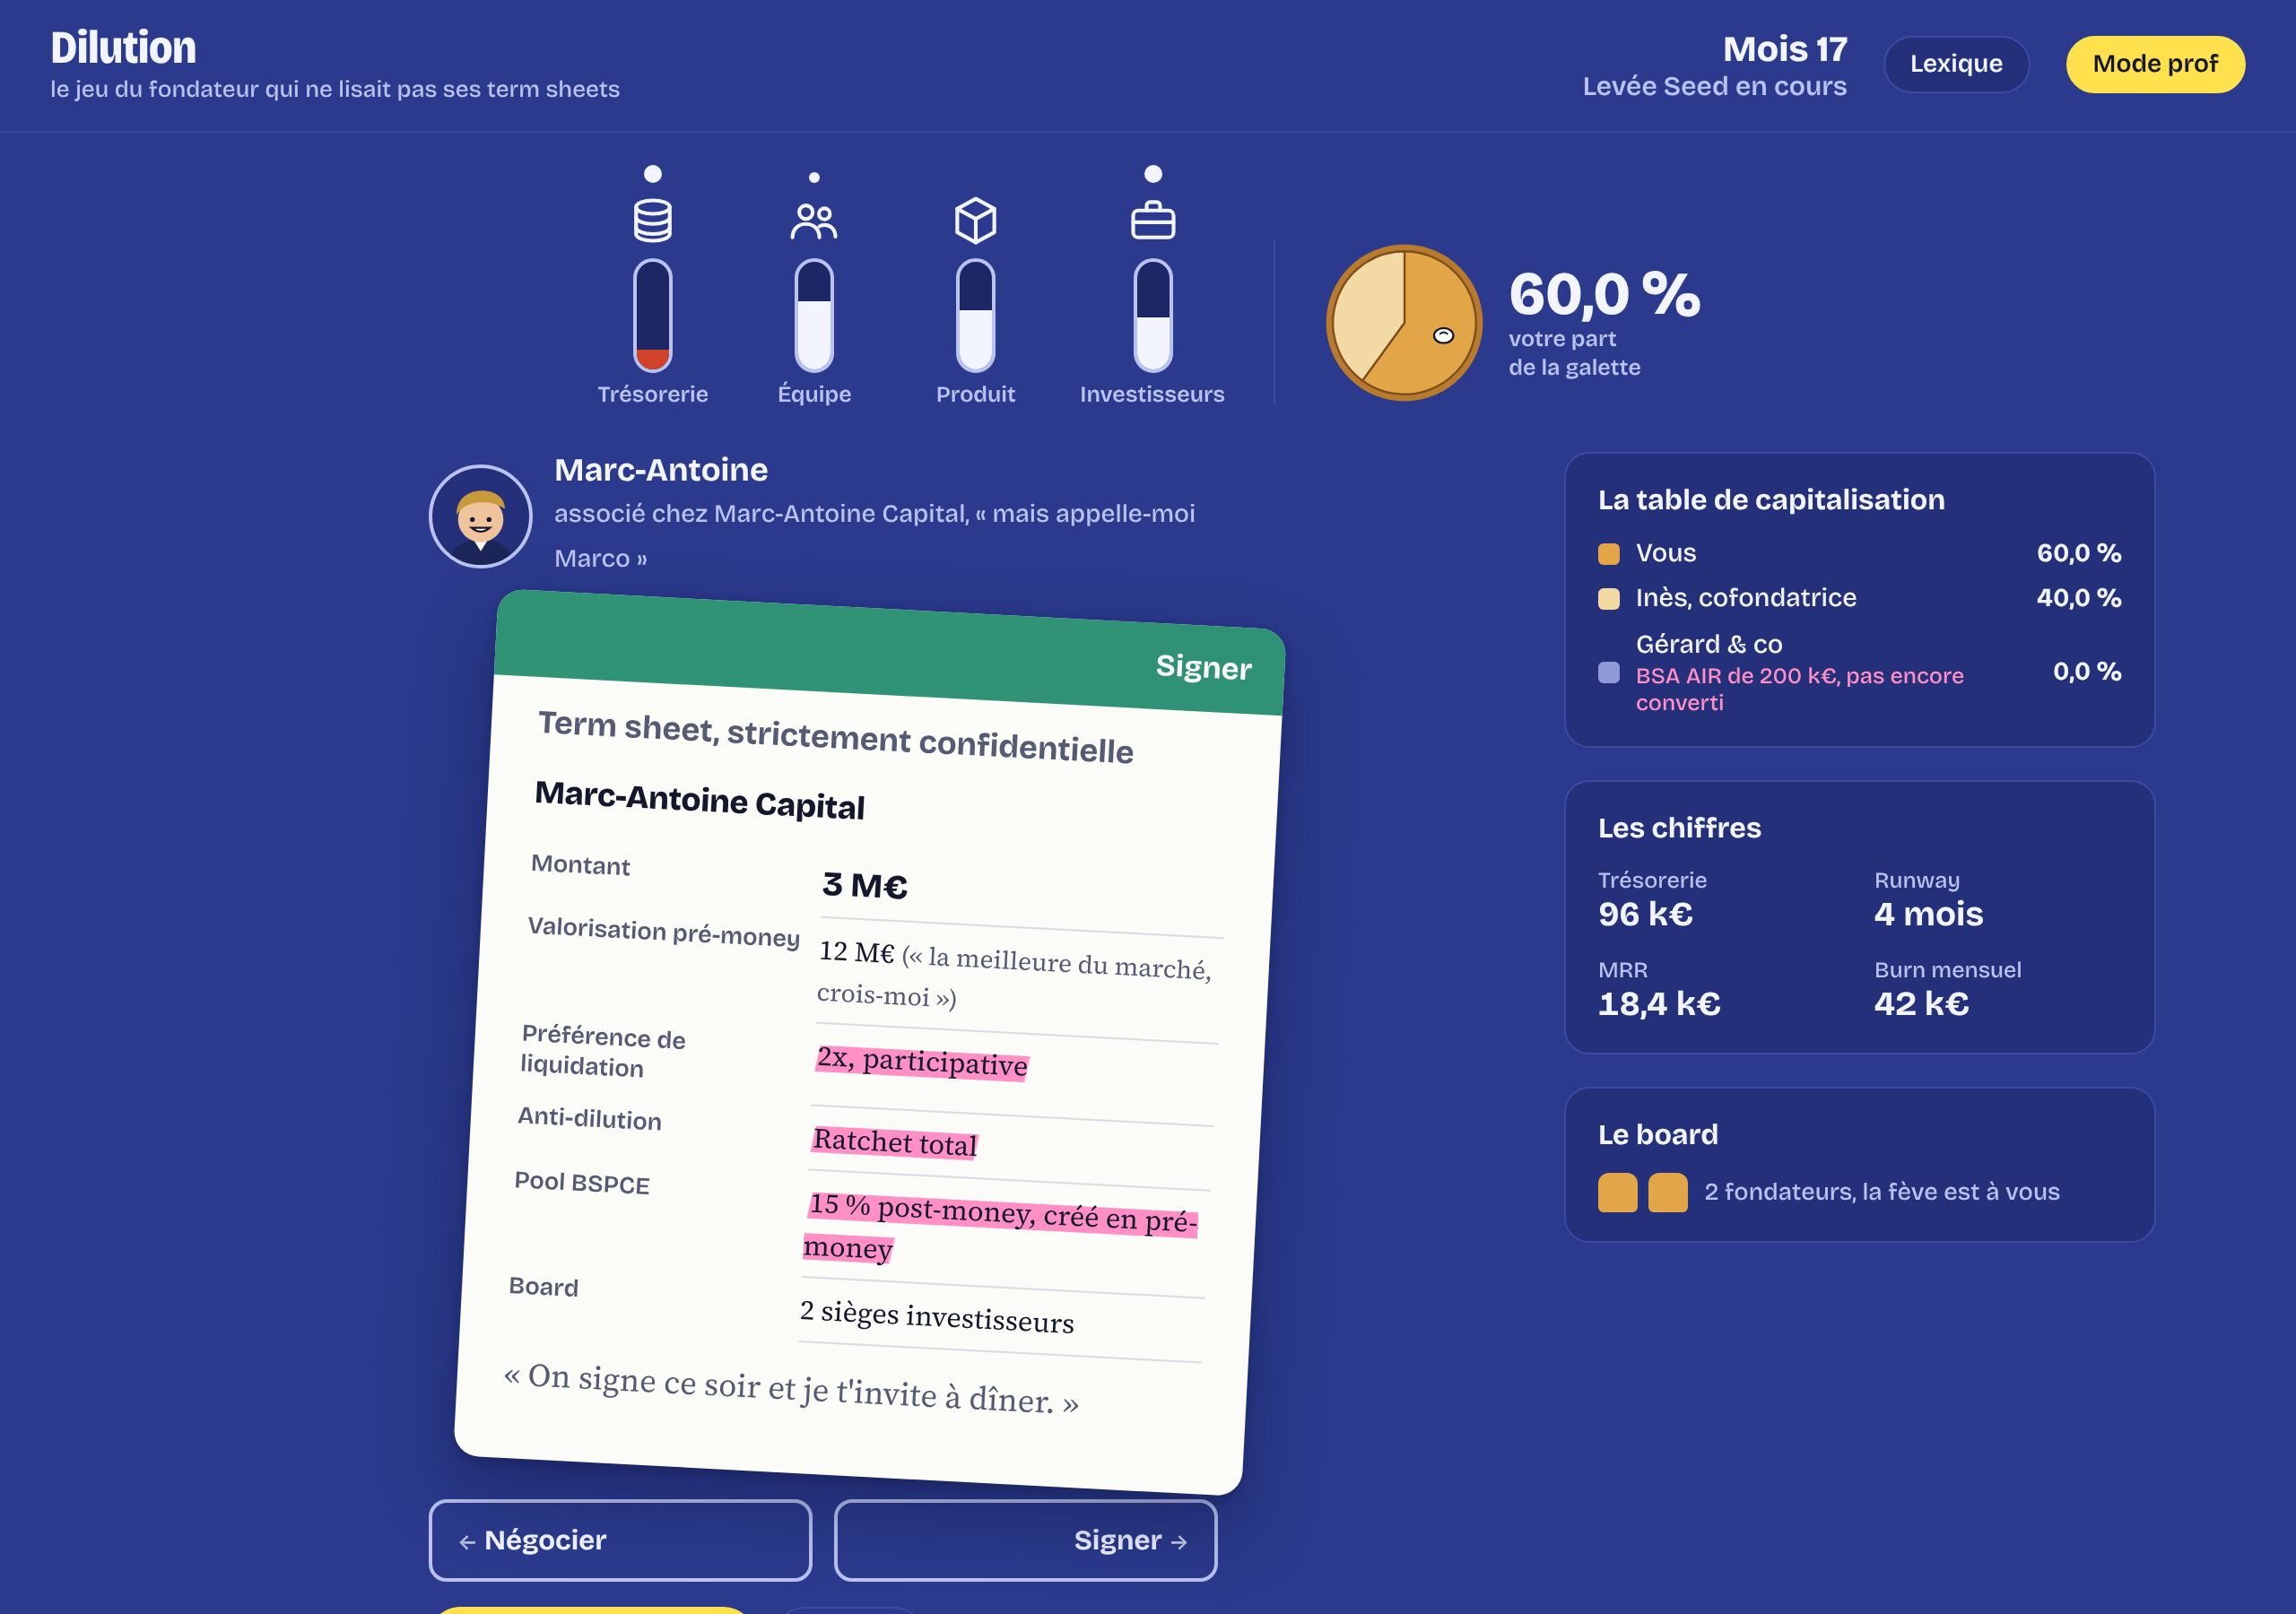 Dilution
le jeu du fondateur qui ne lisait pas ses term sheets
Mois 17
Levée Seed en cours
Lexique
Mode prof
Trésorerie
Équipe
Produit
Investisseurs
60,0 %
votre part
de la galette
Marc-Antoine
associé chez Marc-Antoine Capital, « mais appelle-moi
Marco »
Signer
Term sheet, strictement confidentielle
Marc-Antoine Capital
Montant
3 M€
Valorisation pré-money
12 M€ (« la meilleure du marché,
crois-moi »)
Préférence de
liquidation
2x, participative
Anti-dilution
Ratchet total
Pool BSPCE
15 % post-money, créé en pré-
money
Board
2 sièges investisseurs
« On signe ce soir et je t'invite à dîner. »
← Négocier
Signer →
La table de capitalisation
Vous
60,0 %
Inès, cofondatrice
40,0 %
Gérard & co
BSA AIR de 200 k€, pas encore
converti
0,0 %
Les chiffres
Trésorerie
96 k€
Runway
4 mois
MRR
18,4 k€
Burn mensuel
42 k€
Le board
2 fondateurs, la fève est à vous